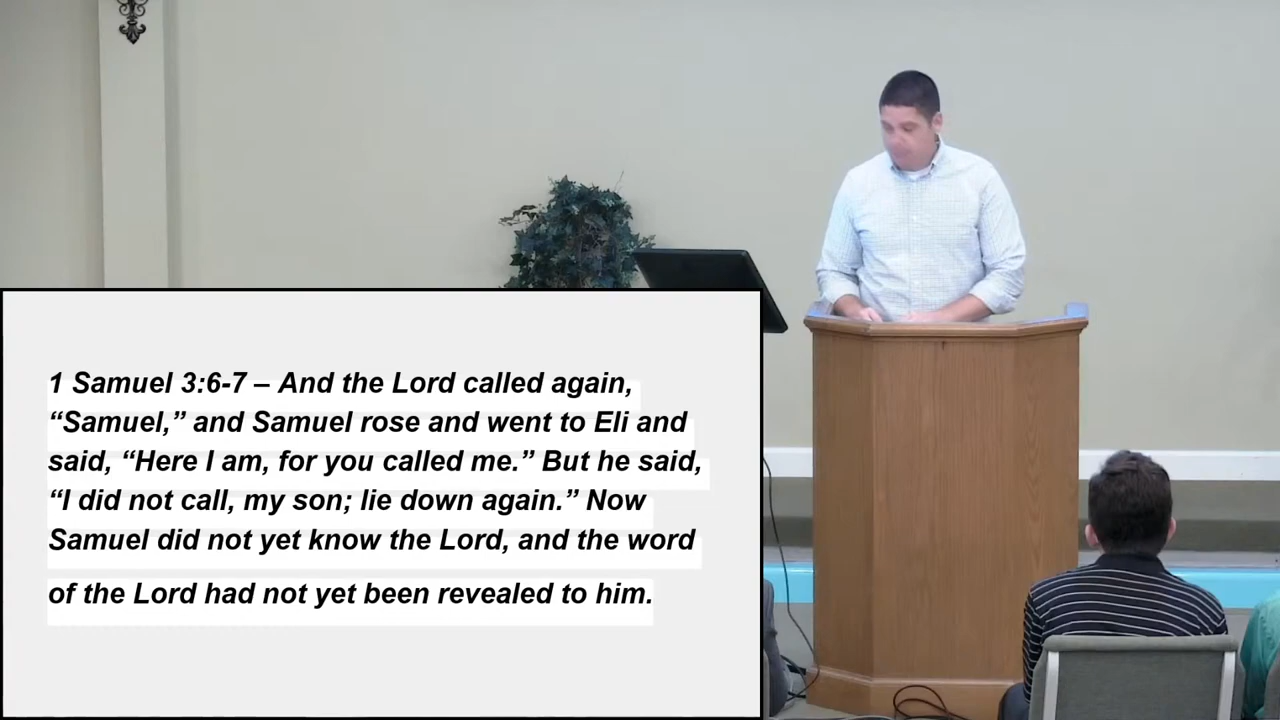 1 Samuel 3:6-7 – And the Lord called again,
“Samuel,” and Samuel rose and went to Eli and
said, “Here I am, for you called me.” But he said,
“I did not call, my son; lie down again.” Now
Samuel did not yet know the Lord, and the word
of the Lord had not yet been revealed to him.